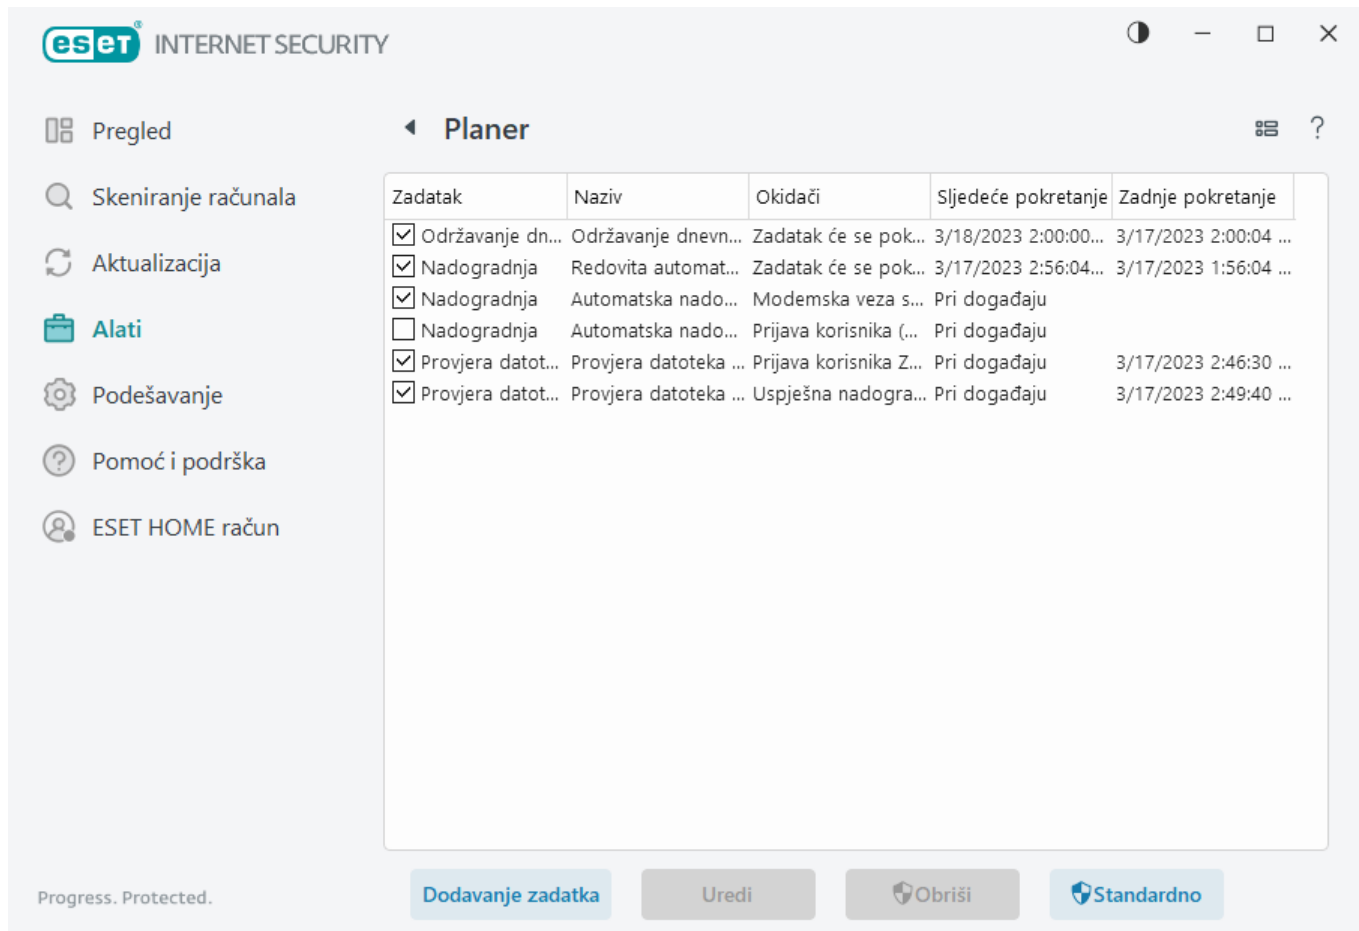 eset® INTERNET SECURITY
Pregled
Skeniranje računala
Aktualizacija
Alati
Podešavanje
Pomoć i podrška
ESET HOME račun
Progress. Protected.
Planer
?
Zadatak Naziv Okidači Sljedeće pokretanje Zadnje pokretanje
Održavanje dn... Održavanje dnevn... Zadatak će se pok... 3/18/2023 2:00:00... 3/17/2023 2:00:04 ...
Nadogradnja Redovita automat... Zadatak će se pok... 3/17/2023 2:56:04... 3/17/2023 1:56:04 ...
Nadogradnja Automatska nado... Modemska veza s... Pri događaju
Nadogradnja Automatska nado... Prijava korisnika (... Pri događaju
Provjera datot... Provjera datoteka ... Prijava korisnika Z... Pri događaju 3/17/2023 2:46:30 ...
Provjera datot... Provjera datoteka ... Uspješna nadogra... Pri događaju 3/17/2023 2:49:40 ...
Dodavanje zadatka Uredi Obriši Standardno